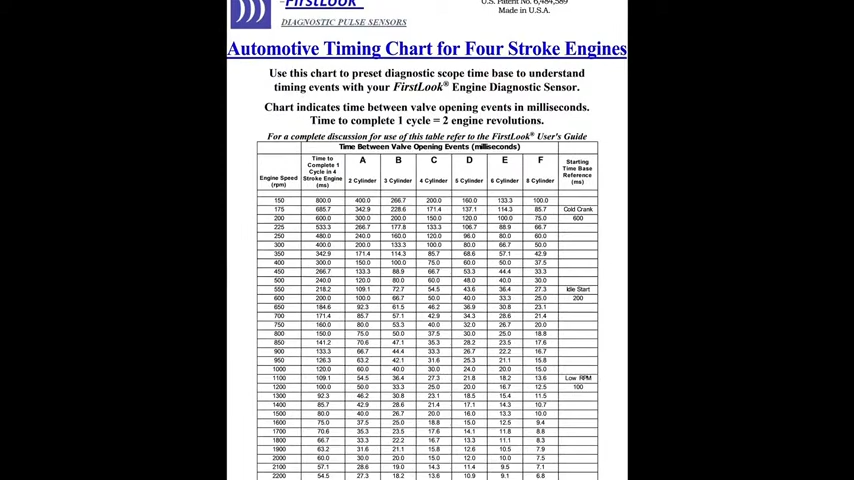 FirstLook®
U.S. Patent No. 6,484,589
Made in U.S.A.
DIAGNOSTIC PULSE SENSORS
Automotive Timing Chart for Four Stroke Engines
Use this chart to preset diagnostic scope time base to understand
timing events with your FirstLook® Engine Diagnostic Sensor.
Chart indicates time between valve opening events in milliseconds.
Time to complete 1 cycle = 2 engine revolutions.
For a complete discussion for use of this table refer to the FirstLook® User's Guide
Time Between Valve Opening Events (milliseconds)
Engine Speed (rpm) Time to Complete 1 Cycle in 4 Stroke Engine (ms) A 2 Cylinder B 3 Cylinder C 4 Cylinder D 5 Cylinder E 6 Cylinder F 8 Cylinder Starting Time Base Reference (ms)
150 800.0 400.0 266.7 200.0 160.0 133.3 100.0
175 685.7 342.9 228.6 171.4 137.1 114.3 85.7 Cold Crank
200 600.0 300.0 200.0 150.0 120.0 100.0 75.0 600
225 533.3 266.7 177.8 133.3 106.7 88.9 66.7
250 480.0 240.0 160.0 120.0 96.0 80.0 60.0
300 400.0 200.0 133.3 100.0 80.0 66.7 50.0
350 342.9 171.4 114.3 85.7 68.6 57.1 42.9
400 300.0 150.0 100.0 75.0 60.0 50.0 37.5
450 266.7 133.3 88.9 66.7 53.3 44.4 33.3
500 240.0 120.0 80.0 60.0 48.0 40.0 30.0
550 218.2 109.1 72.7 54.5 43.6 36.4 27.3 Idle Start
600 200.0 100.0 66.7 50.0 40.0 33.3 25.0 200
650 184.6 92.3 61.5 46.2 36.9 30.8 23.1
700 171.4 85.7 57.1 42.9 34.3 28.6 21.4
750 160.0 80.0 53.3 40.0 32.0 26.7 20.0
800 150.0 75.0 50.0 37.5 30.0 25.0 18.8
850 141.2 70.6 47.1 35.3 28.2 23.5 17.6
900 133.3 66.7 44.4 33.3 26.7 22.2 16.7
950 126.3 63.2 42.1 31.6 25.3 21.1 15.8
1000 120.0 60.0 40.0 30.0 24.0 20.0 15.0
1100 109.1 54.5 36.4 27.3 21.8 18.2 13.6 Low RPM
1200 100.0 50.0 33.3 25.0 20.0 16.7 12.5 100
1300 92.3 46.2 30.8 23.1 18.5 15.4 11.5
1400 85.7 42.9 28.6 21.4 17.1 14.3 10.7
1500 80.0 40.0 26.7 20.0 16.0 13.3 10.0
1600 75.0 37.5 25.0 18.8 15.0 12.5 9.4
1700 70.6 35.3 23.5 17.6 14.1 11.8 8.8
1800 66.7 33.3 22.2 16.7 13.3 11.1 8.3
1900 63.2 31.6 21.1 15.8 12.6 10.5 7.9
2000 60.0 30.0 20.0 15.0 12.0 10.0 7.5
2100 57.1 28.6 19.0 14.3 11.4 9.5 7.1
2200 54.5 27.3 18.2 13.6 10.9 9.1 6.8